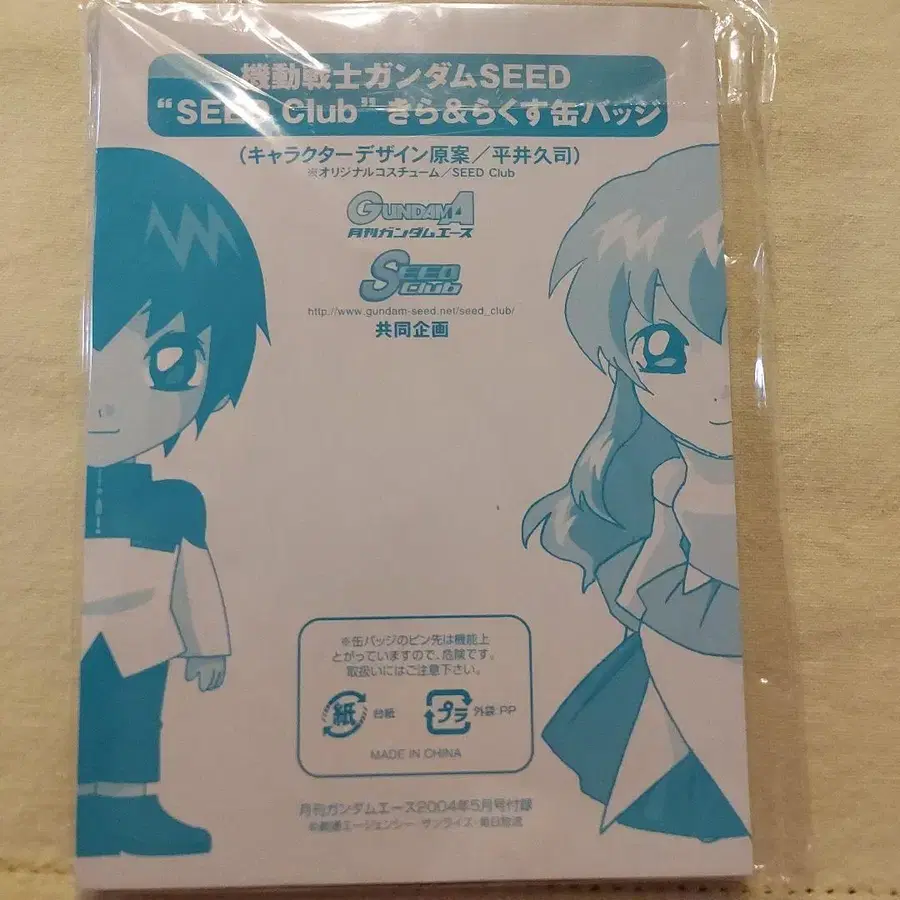 機動戦士ガンダムSEED
“SEED Club”きら&らくす缶バッジ
(キャラクターデザイン原案/平井久司)
※オリジナルコスチューム/SEED Club
GUNDAM A
月刊ガンダムエース
SEED Club
http://www.gundam-seed.net/seed_club/
共同企画
※缶バッジのピン先は機能上
とがっていますので、危険です。
取扱いにはご注意下さい。
紙 台紙 プラ 外袋:PP
MADE IN CHINA
月刊ガンダムエース2004年5月号付録
©創通エージェンシー・サンライズ・毎日放送